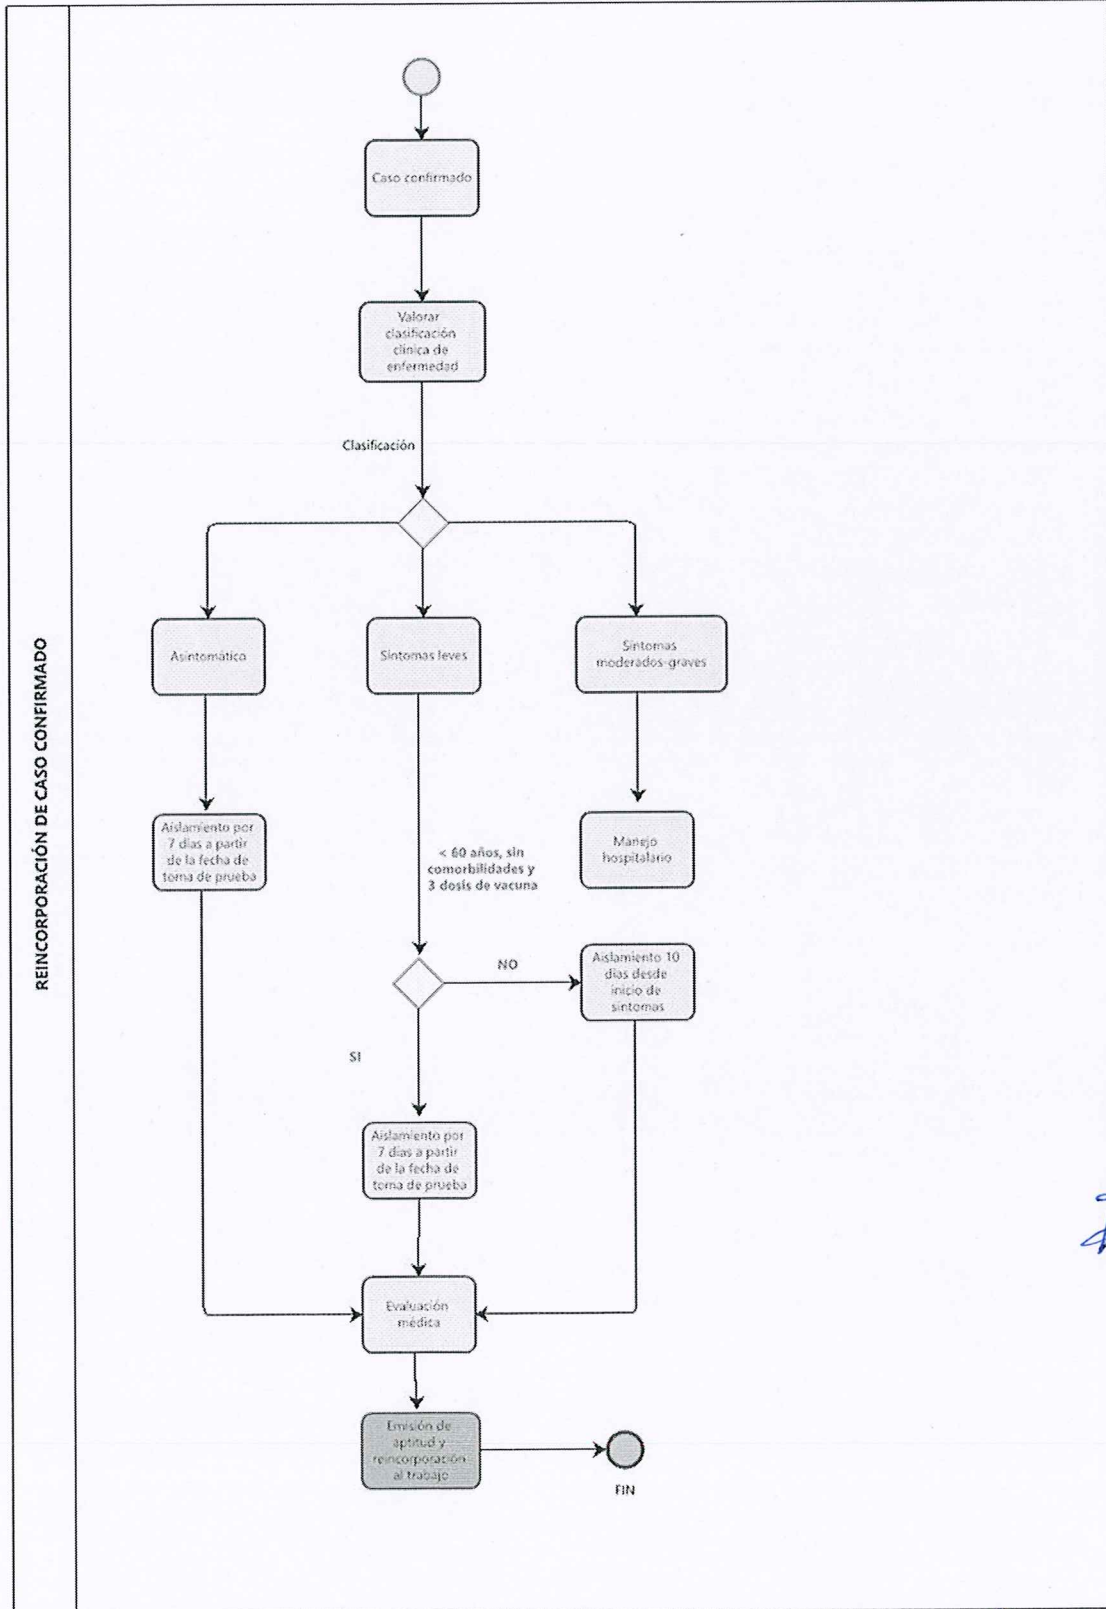 REINCORPORACIÓN DE CASO CONFIRMADO
Caso confirmado
Valorar
clasificación
clínica de
enfermedad
Clasificación
Asintomático
Síntomas leves
Síntomas
moderados-graves
Aislamiento por
7 días a partir
de la fecha de
toma de prueba
< 60 años, sin
comorbilidades y
3 dosis de vacuna
Manejo
hospitalario
NO
Aislamiento 10
días desde
inicio de
síntomas
SI
Aislamiento por
7 días a partir
de la fecha de
toma de prueba
Evaluación
médica
Emisión de
aptitud y
reincorporación
al trabajo
FIN